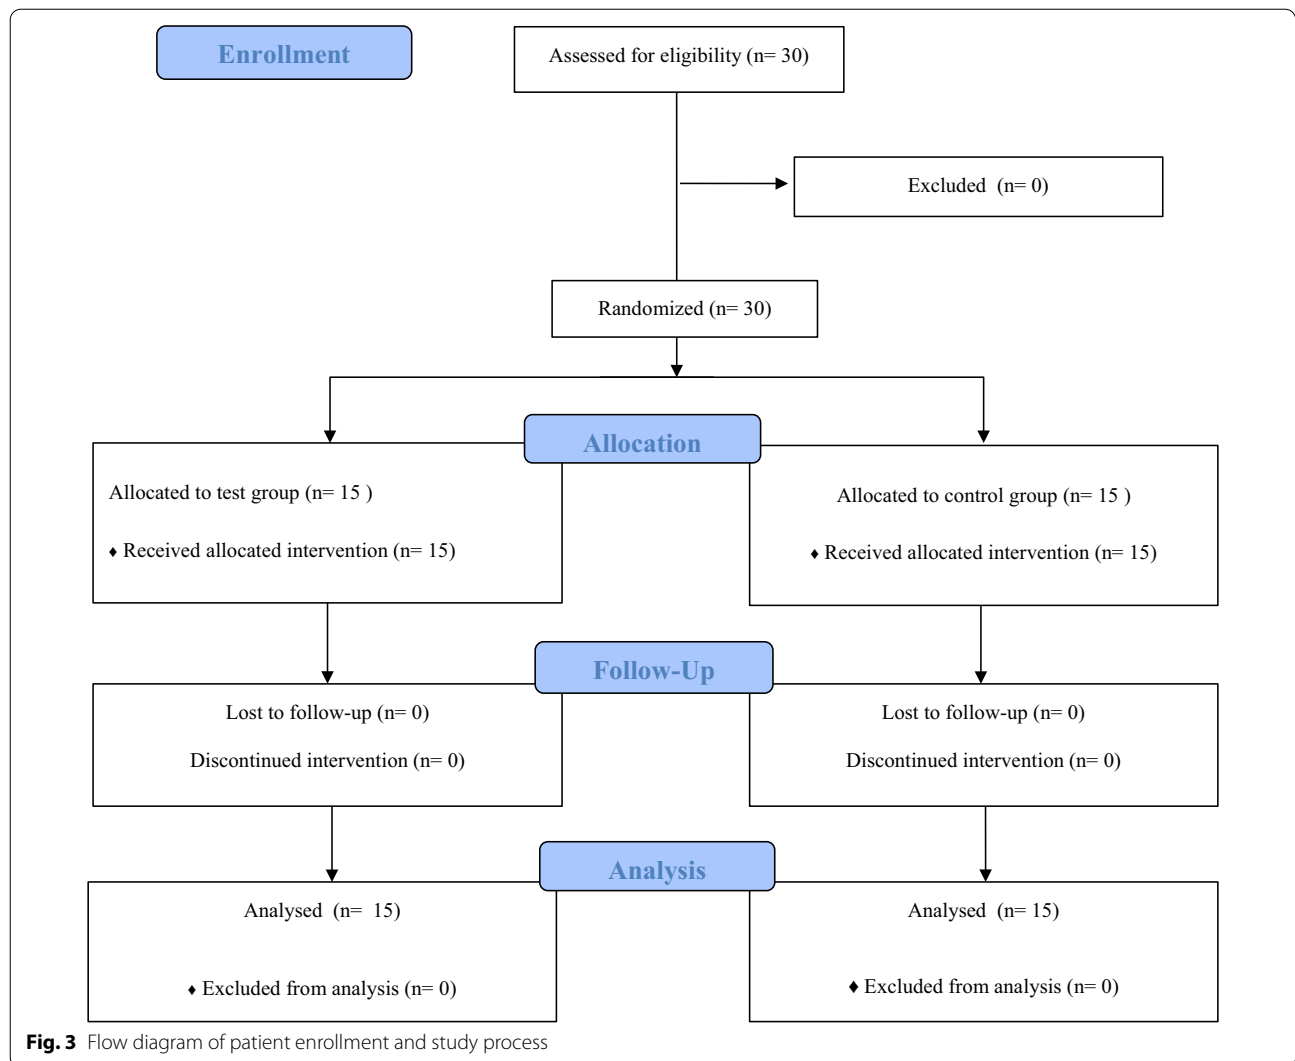 Enrollment
Assessed for eligibility (n= 30)
Excluded (n= 0)
Randomized (n= 30)
Allocation
Allocated to test group (n= 15 )
♦ Received allocated intervention (n= 15)
Allocated to control group (n= 15 )
♦ Received allocated intervention (n= 15)
Follow-Up
Lost to follow-up (n= 0)
Discontinued intervention (n= 0)
Lost to follow-up (n= 0)
Discontinued intervention (n= 0)
Analysis
Analysed (n= 15)
♦ Excluded from analysis (n= 0)
Analysed (n= 15)
♦ Excluded from analysis (n= 0)
Fig. 3 Flow diagram of patient enrollment and study process